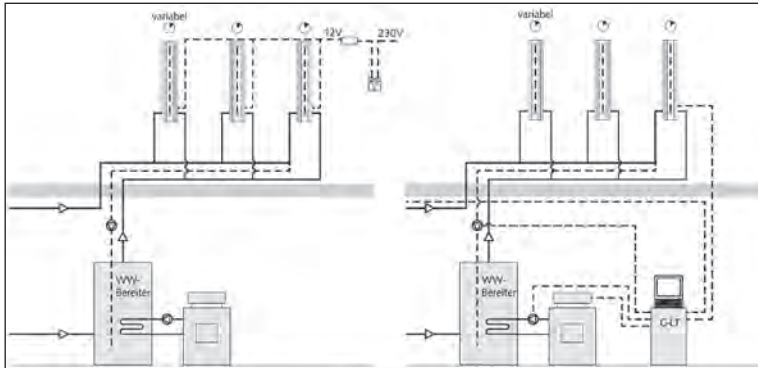 variabel
12V
230V
WW-
Bereiter
variabel
WW-
Bereiter
G-LT